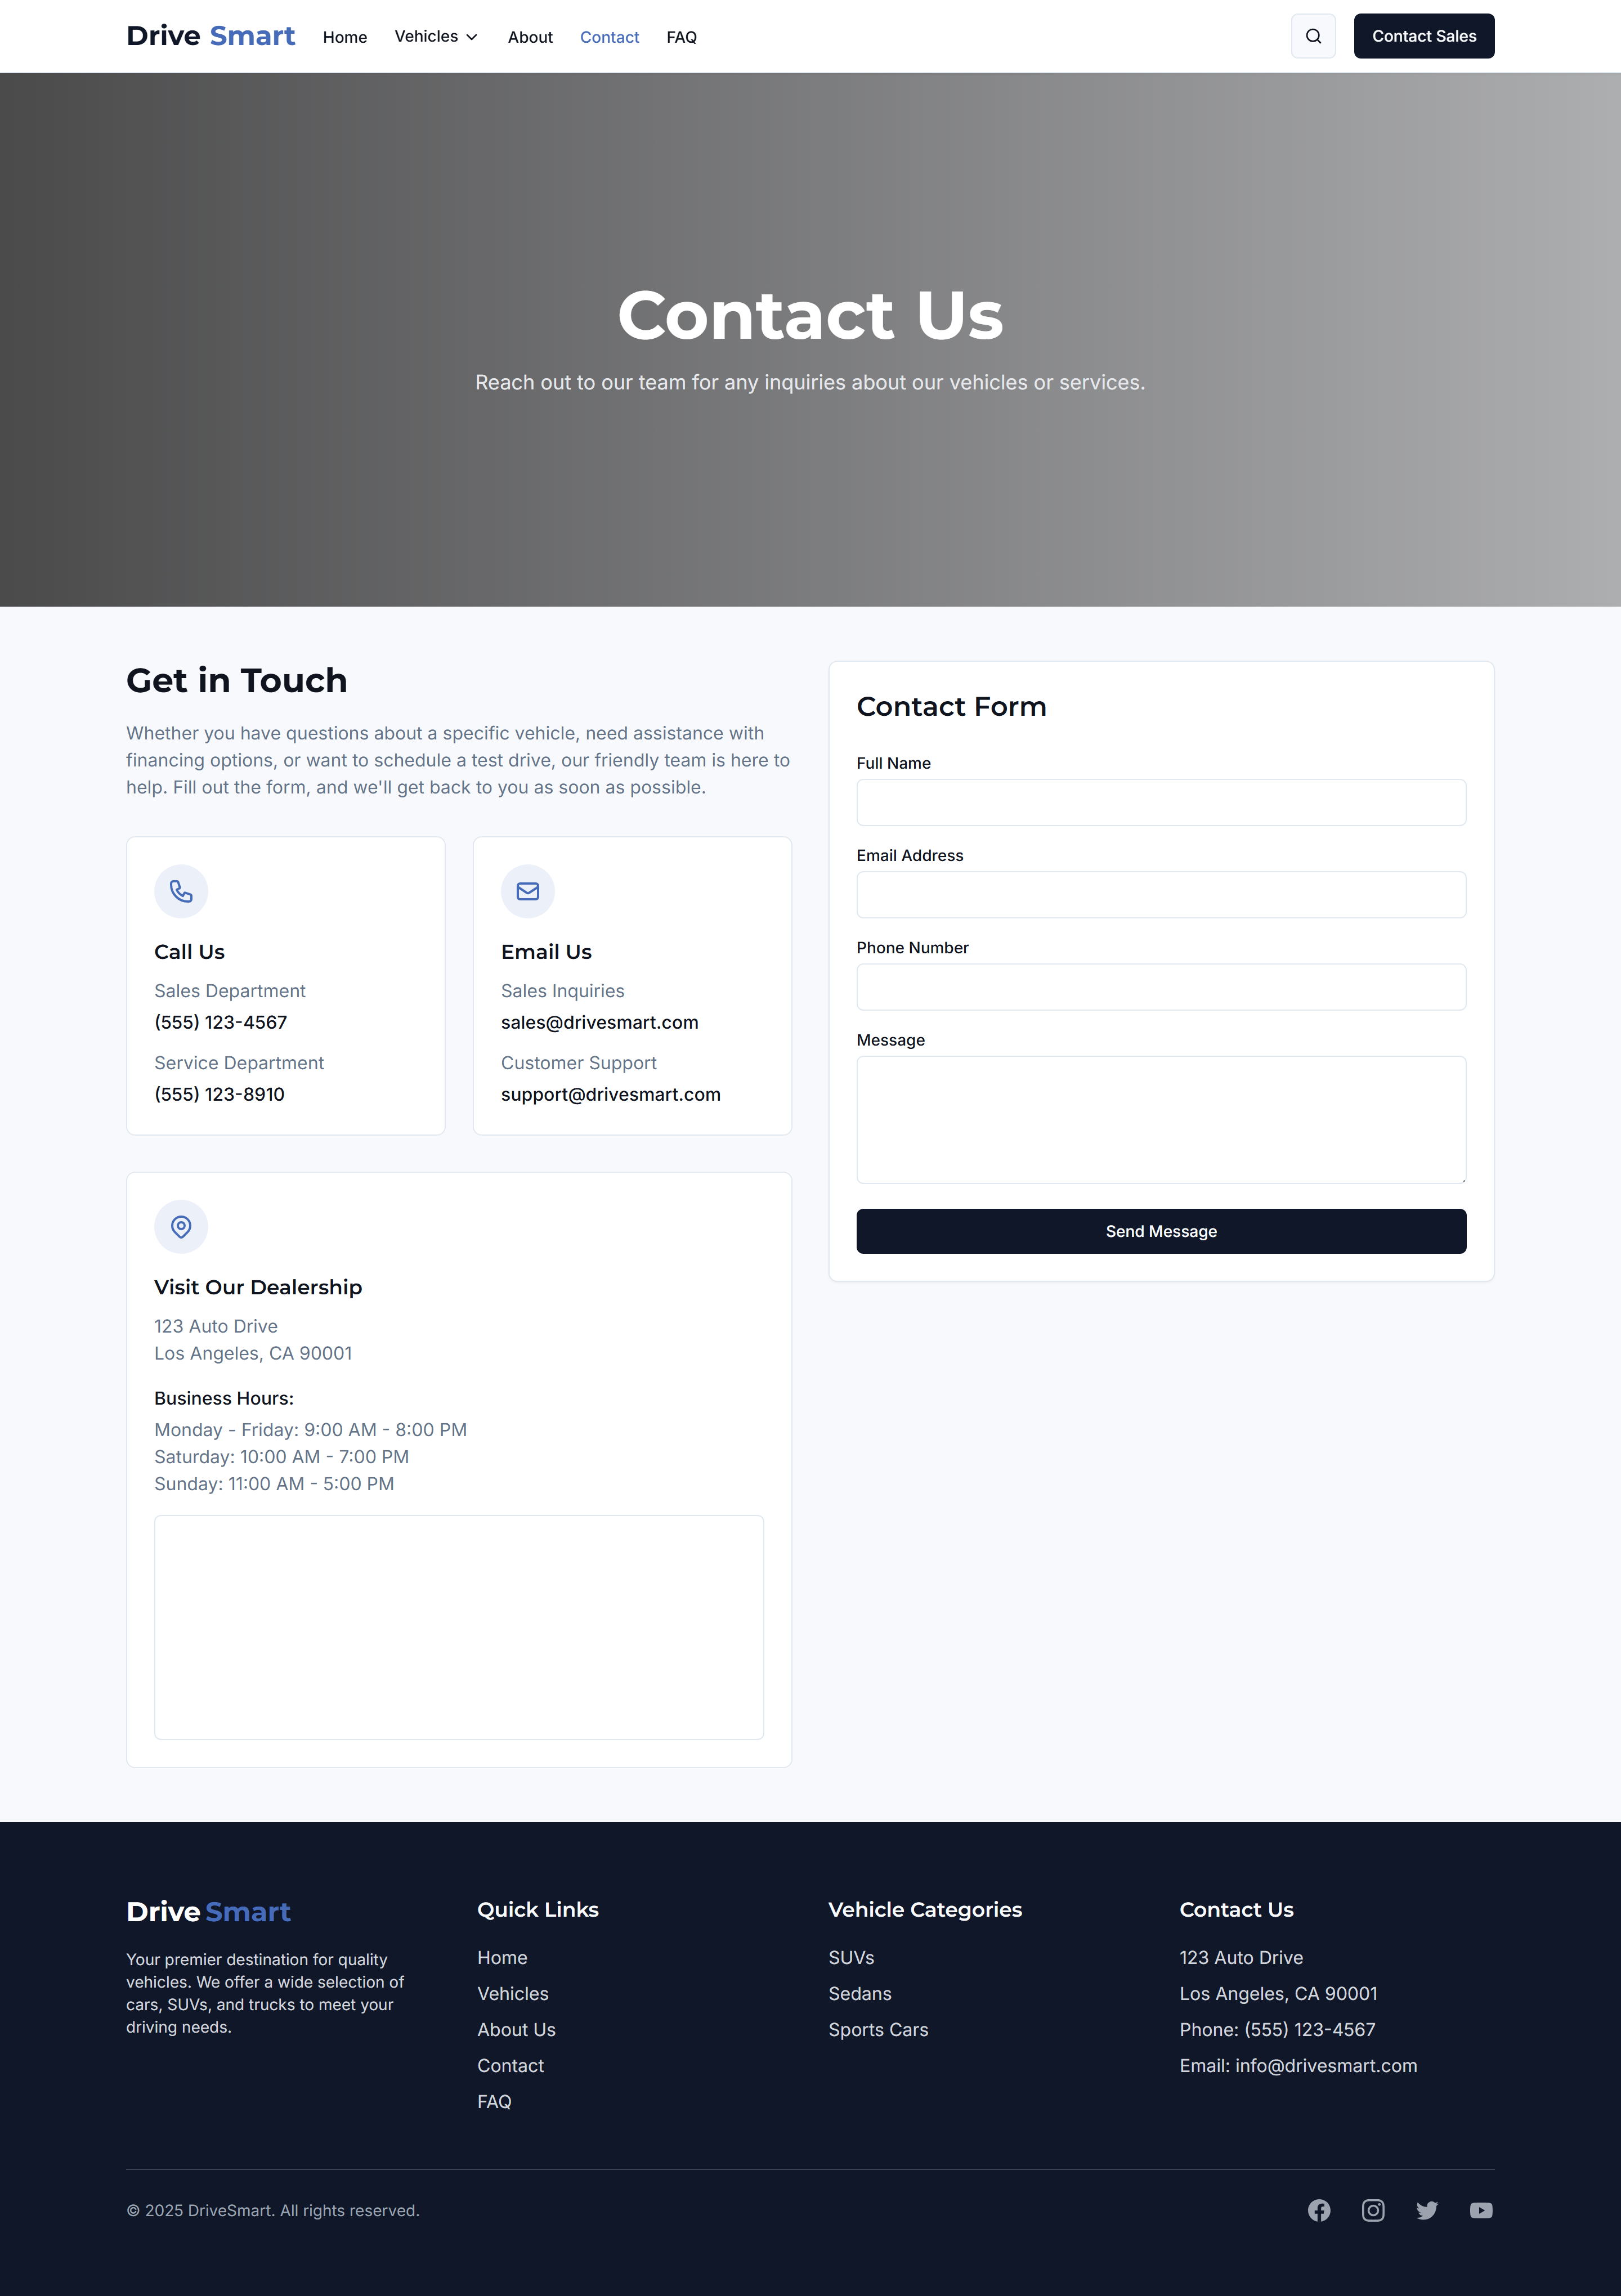 Drive Smart
Home
Vehicles
About
Contact
FAQ
Contact Sales
Contact Us
Reach out to our team for any inquiries about our vehicles or services.
Get in Touch
Whether you have questions about a specific vehicle, need assistance with
financing options, or want to schedule a test drive, our friendly team is here to
help. Fill out the form, and we'll get back to you as soon as possible.
Call Us
Sales Department
(555) 123-4567
Service Department
(555) 123-8910
Email Us
Sales Inquiries
sales@drivesmart.com
Customer Support
support@drivesmart.com
Visit Our Dealership
123 Auto Drive
Los Angeles, CA 90001
Business Hours:
Monday - Friday: 9:00 AM - 8:00 PM
Saturday: 10:00 AM - 7:00 PM
Sunday: 11:00 AM - 5:00 PM
Contact Form
Full Name
Email Address
Phone Number
Message
Send Message
Drive Smart
Your premier destination for quality
vehicles. We offer a wide selection of
cars, SUVs, and trucks to meet your
driving needs.
Quick Links
Home
Vehicles
About Us
Contact
FAQ
Vehicle Categories
SUVs
Sedans
Sports Cars
Contact Us
123 Auto Drive
Los Angeles, CA 90001
Phone: (555) 123-4567
Email: info@drivesmart.com
© 2025 DriveSmart. All rights reserved.